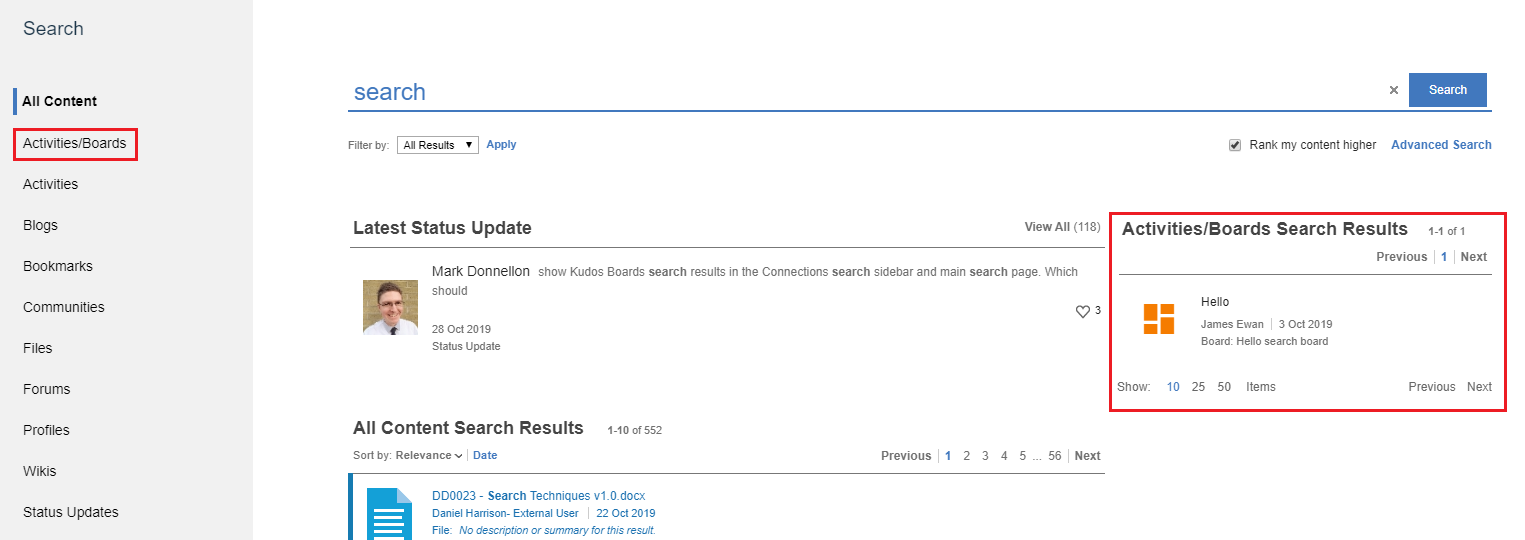 Search
All Content
Activities/Boards
Activities
Blogs
Bookmarks
Communities
Files
Forums
Profiles
Wikis
Status Updates
search
× Search
Filter by: All Results ▼ Apply
Rank my content higher Advanced Search
Latest Status Update View All (118)
Mark Donnellon show Kudos Boards search results in the Connections search sidebar and main search page. Which
should
3
28 Oct 2019
Status Update
All Content Search Results 1-10 of 552
Sort by: Relevance Date Previous 1 2 3 4 5 ... 56 Next
DD0023 - Search Techniques v1.0.docx
Daniel Harrison- External User 22 Oct 2019
File: No description or summary for this result.
Activities/Boards Search Results 1-1 of 1
Previous 1 Next
Hello
James Ewan 3 Oct 2019
Board: Hello search board
Show: 10 25 50 Items Previous Next